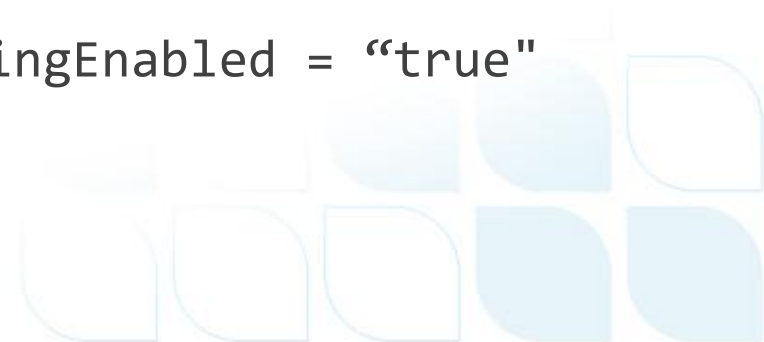 ingEnabled = “true"